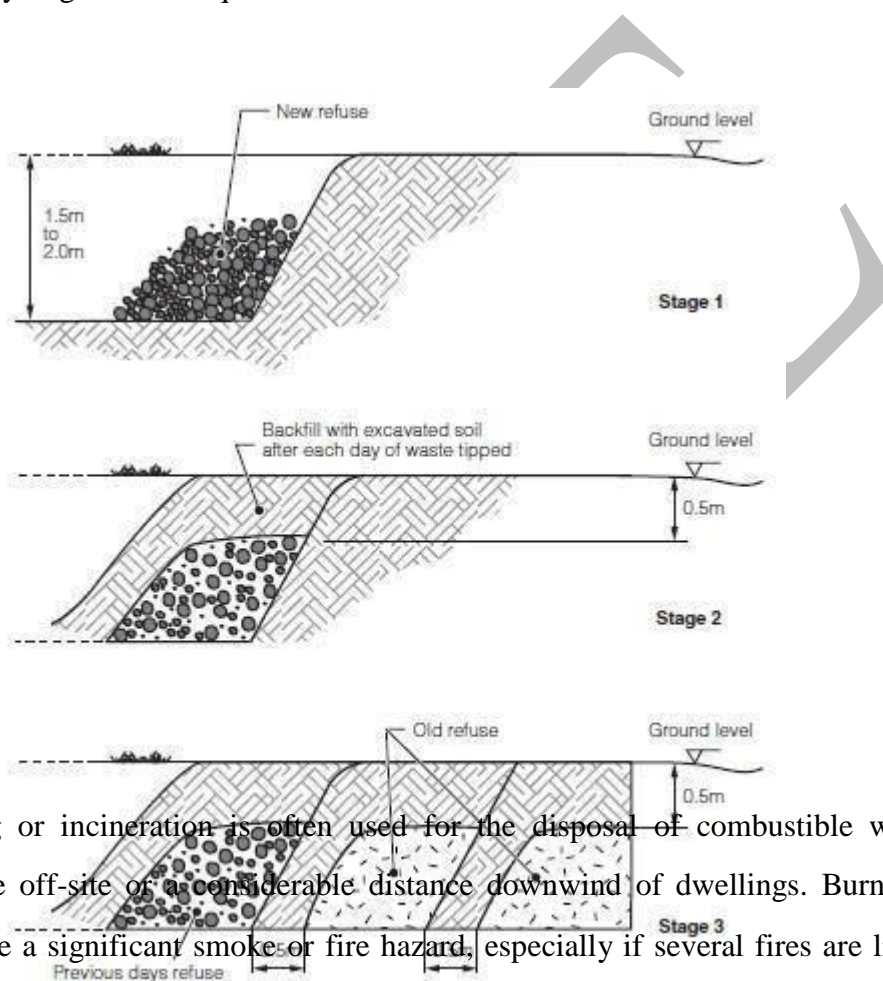 New refuse
Ground level
1.5m
to
2.0m
Stage 1
Backfill with excavated soil
after each day of waste tipped
Ground level
0.5m
Stage 2
Old refuse
Ground level
0.5m
or incineration is often used for the disposal of combustible w
off-site or a considerable distance downwind of dwellings. Burn
Stage 3
a significant smoke or fire hazard, especially if several fires are li
Previous days refuse